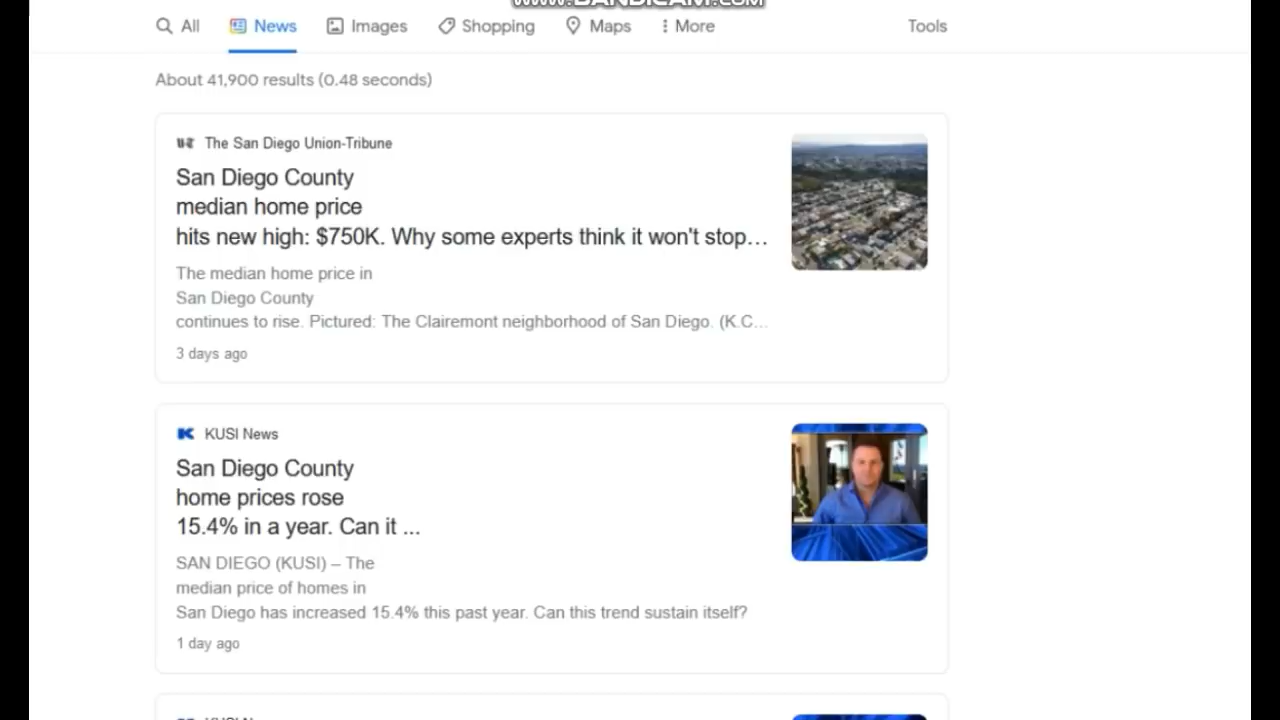 www.BANDICAM.com
All News Images Shopping Maps More Tools
About 41,900 results (0.48 seconds)
The San Diego Union-Tribune
San Diego County
median home price
hits new high: $750K. Why some experts think it won't stop...
The median home price in
San Diego County
continues to rise. Pictured: The Clairemont neighborhood of San Diego. (K.C...
3 days ago
KUSI News
San Diego County
home prices rose
15.4% in a year. Can it ...
SAN DIEGO (KUSI) – The
median price of homes in
San Diego has increased 15.4% this past year. Can this trend sustain itself?
1 day ago